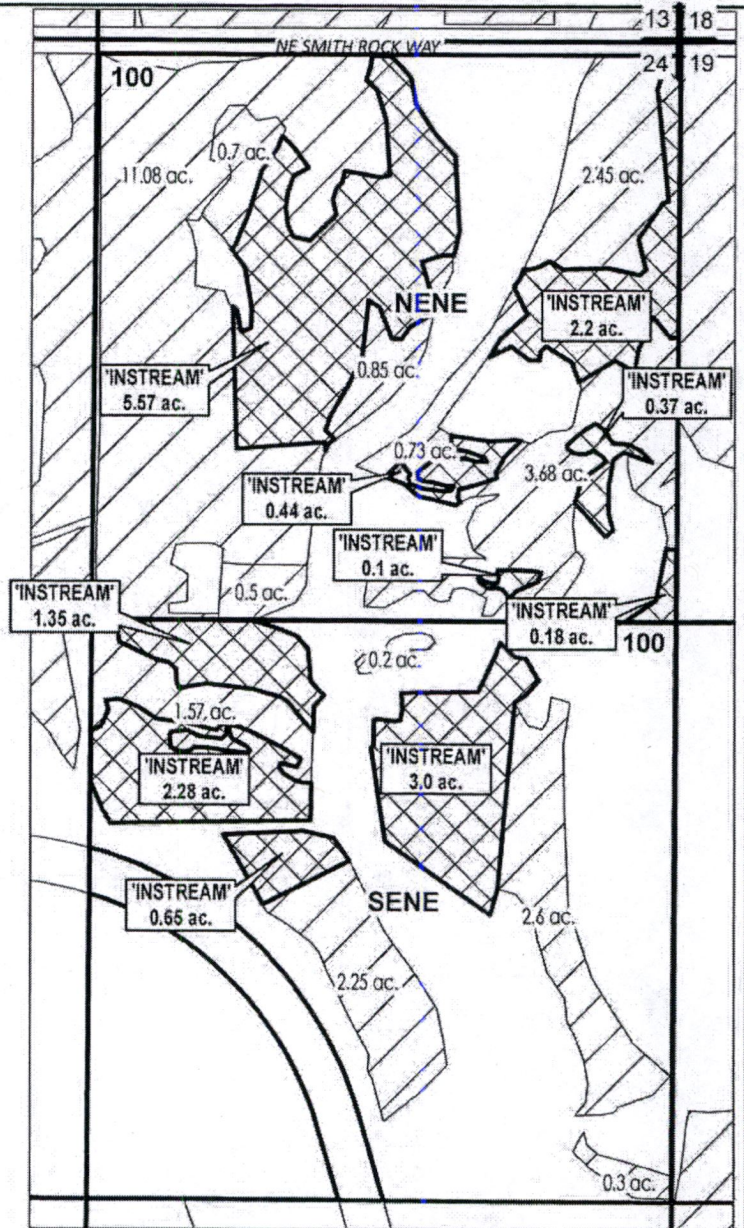 13 18
NE SMITH ROCK WAY
24 19
100
0.7 ac.
11.08 ac.
2.45 ac.
NENE
'INSTREAM'
2.2 ac.
'INSTREAM'
5.57 ac.
0.85 ac.
'INSTREAM'
0.37 ac.
0.73 ac.
3.68 ac.
'INSTREAM'
0.44 ac.
'INSTREAM'
0.1 ac.
0.5 ac.
'INSTREAM'
1.35 ac.
'INSTREAM'
0.18 ac.
100
0.2 ac.
1.57 ac.
'INSTREAM'
2.28 ac.
'INSTREAM'
3.0 ac.
'INSTREAM'
0.65 ac.
SENE
2.6 ac.
2.25 ac.
0.3 ac.